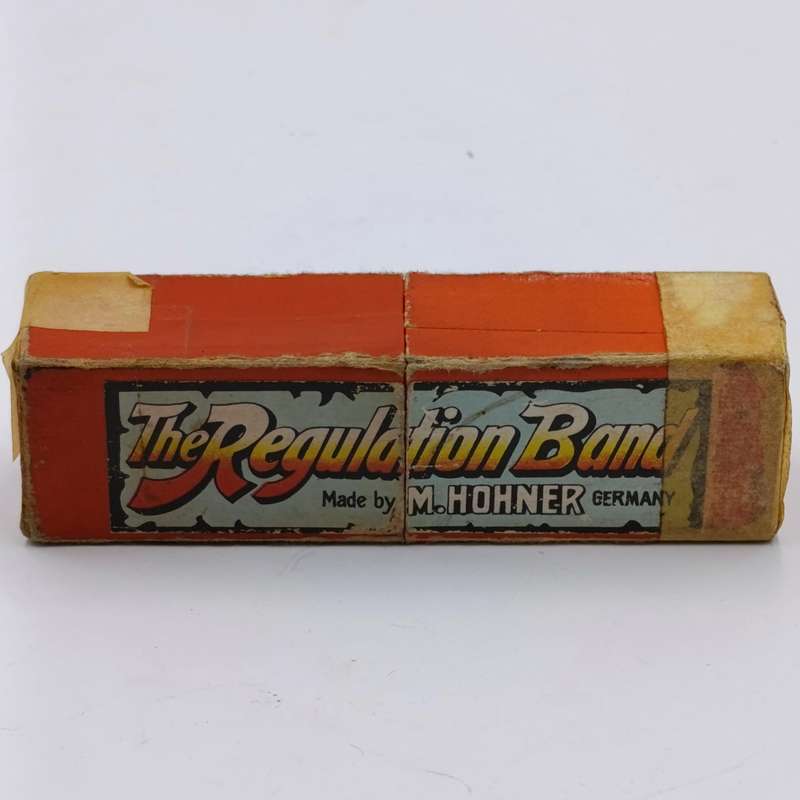 The Regulation Band
Made by M. HOHNER GERMANY